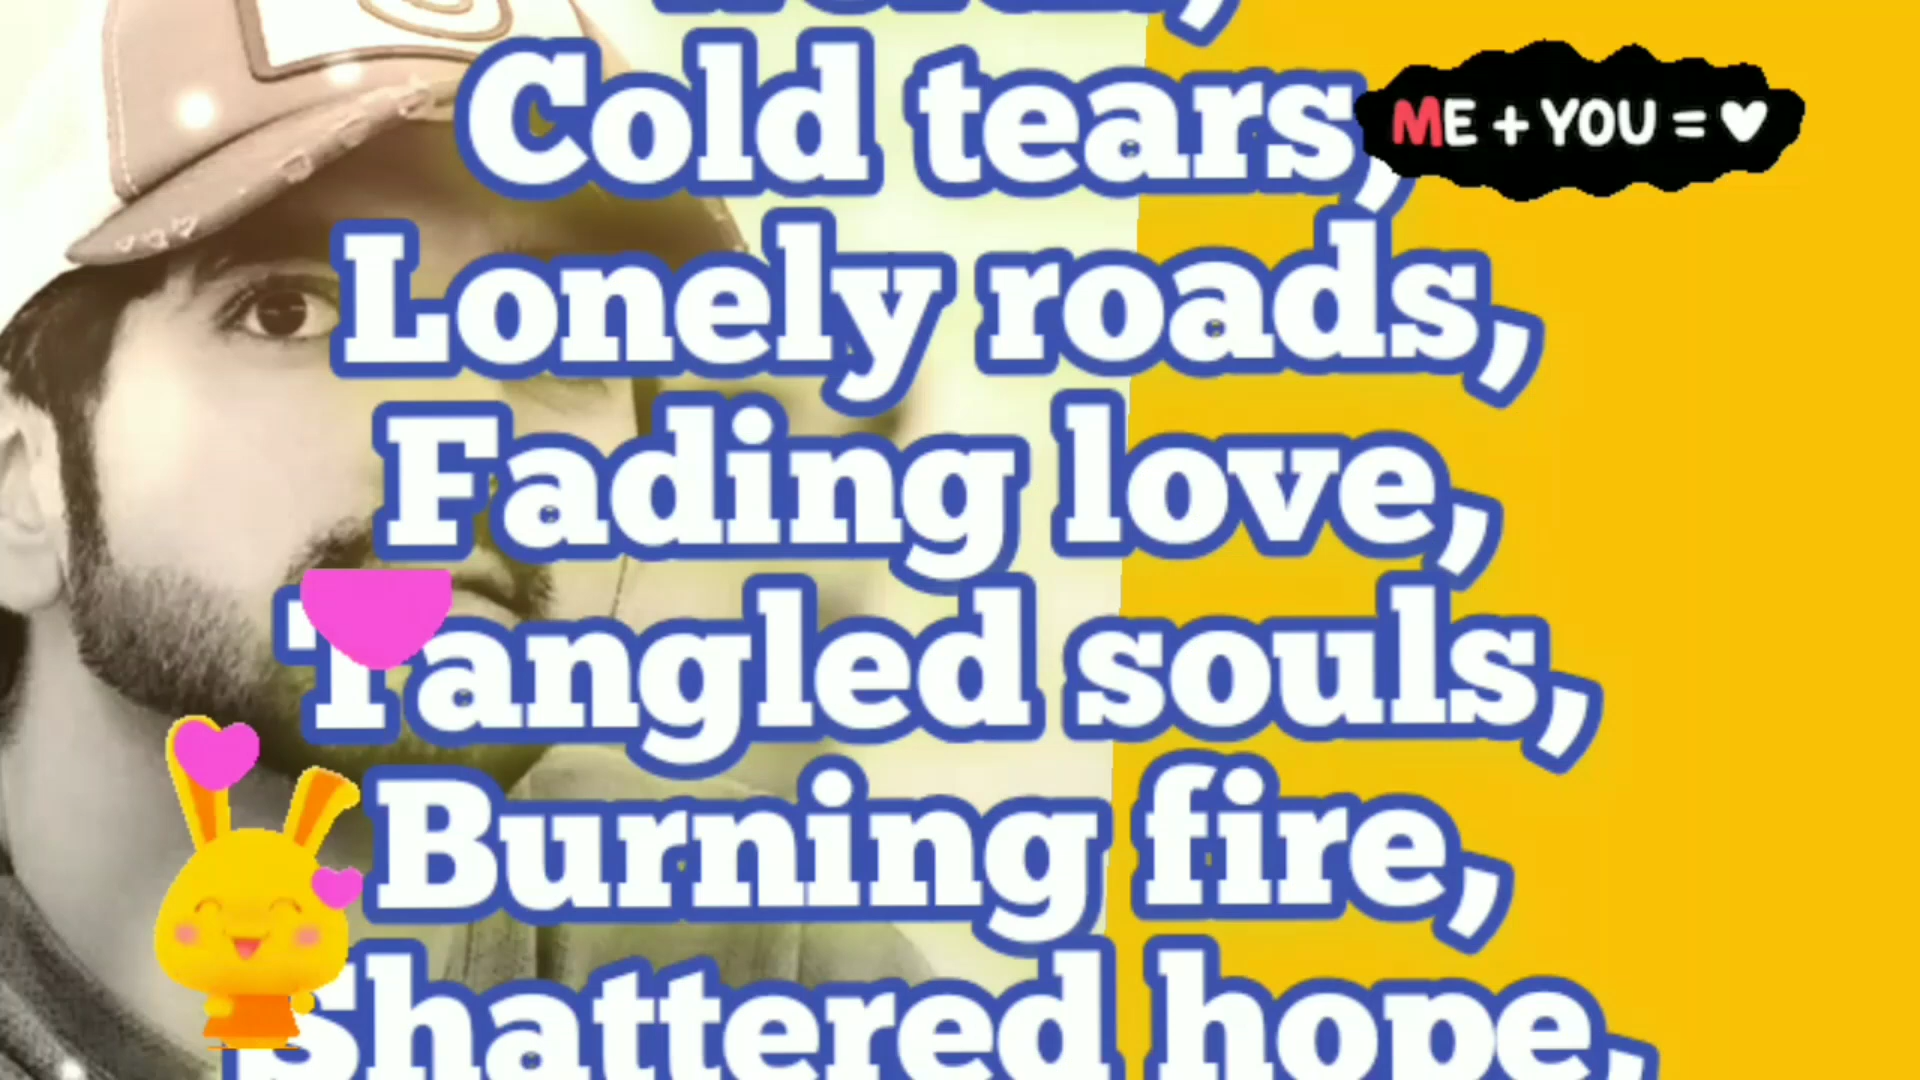 Cold tears,
ME + YOU = ♥
Lonely roads,
Fading love,
Tangled souls,
Burning fire,
Shattered hope,